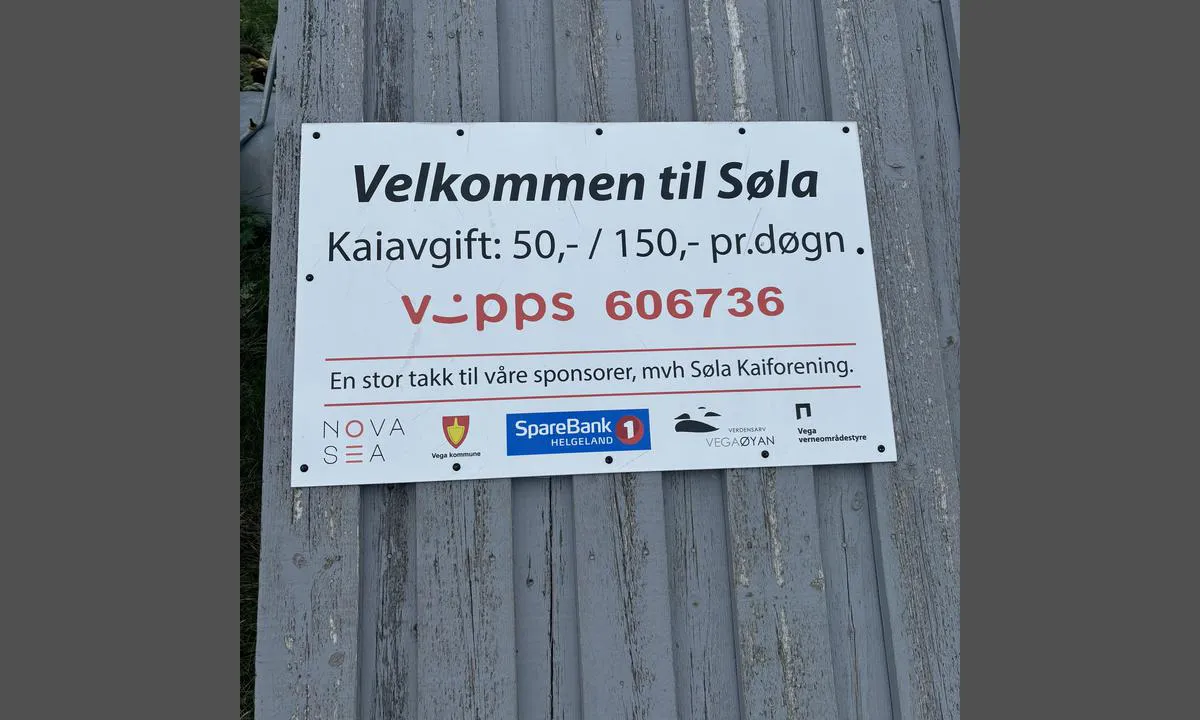 Velkommen til Søla
Kaiavgift: 50,- / 150,- pr.døgn
vipps 606736
En stor takk til våre sponsorer, mvh Søla Kaiforening.
NOVA
SEA
Vega kommune
SpareBank 1
HELGELAND
VERDENSARV
VEGAØYAN
Vega
verneområdestyre